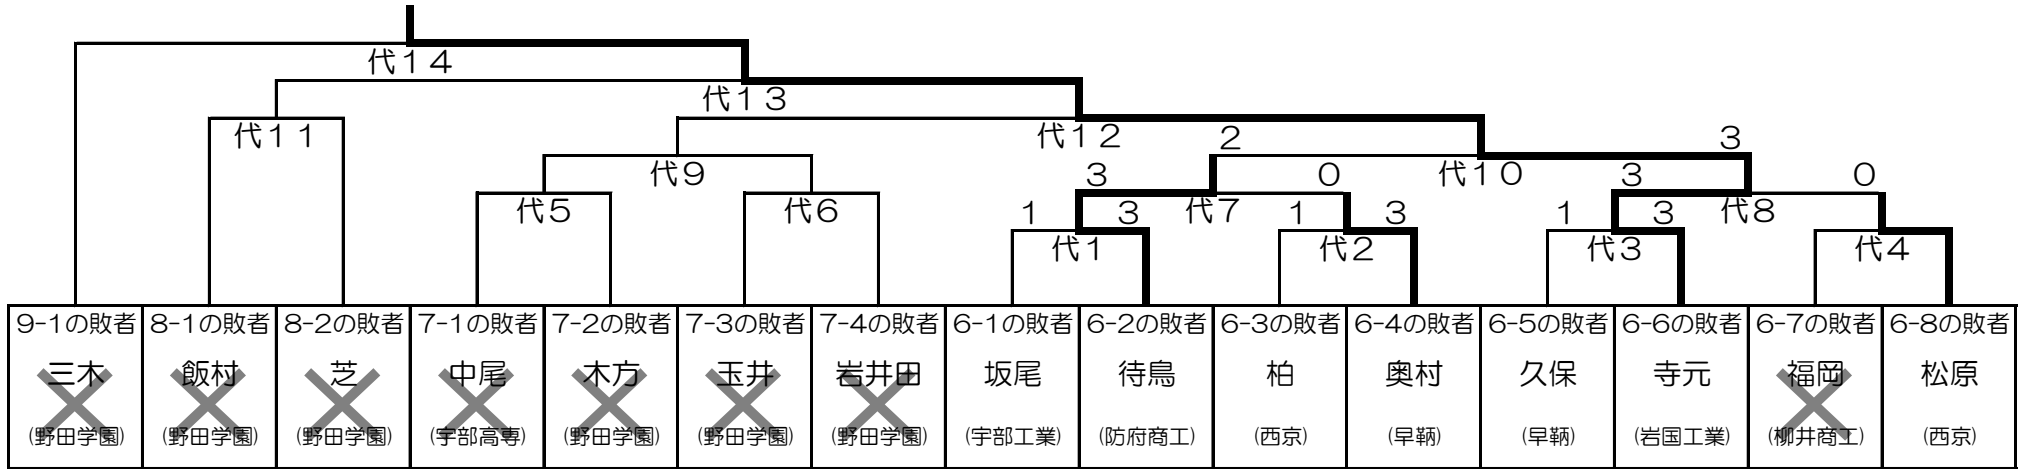 代１４
代１３
代１１ 代１２ ２ ３
代９ ３ ０ 代１０ ３ ０
代５ 代６ １ ３ 代７ １ ３ １ ３ 代８
代１ 代２ 代３ 代４
9-1の敗者 8-1の敗者 8-2の敗者 7-1の敗者 7-2の敗者 7-3の敗者 7-4の敗者 6-1の敗者 6-2の敗者 6-3の敗者 6-4の敗者 6-5の敗者 6-6の敗者 6-7の敗者 6-8の敗者
三木 飯村 芝 中尾 木方 玉井 岩井田 坂尾 待鳥 柏 奥村 久保 寺元 福岡 松原
(野田学園) (野田学園) (野田学園) (宇部高専) (野田学園) (野田学園) (野田学園) (宇部工業) (防府商工) (西京) (早鞆) (早鞆) (岩国工業) (柳井商工) (西京)